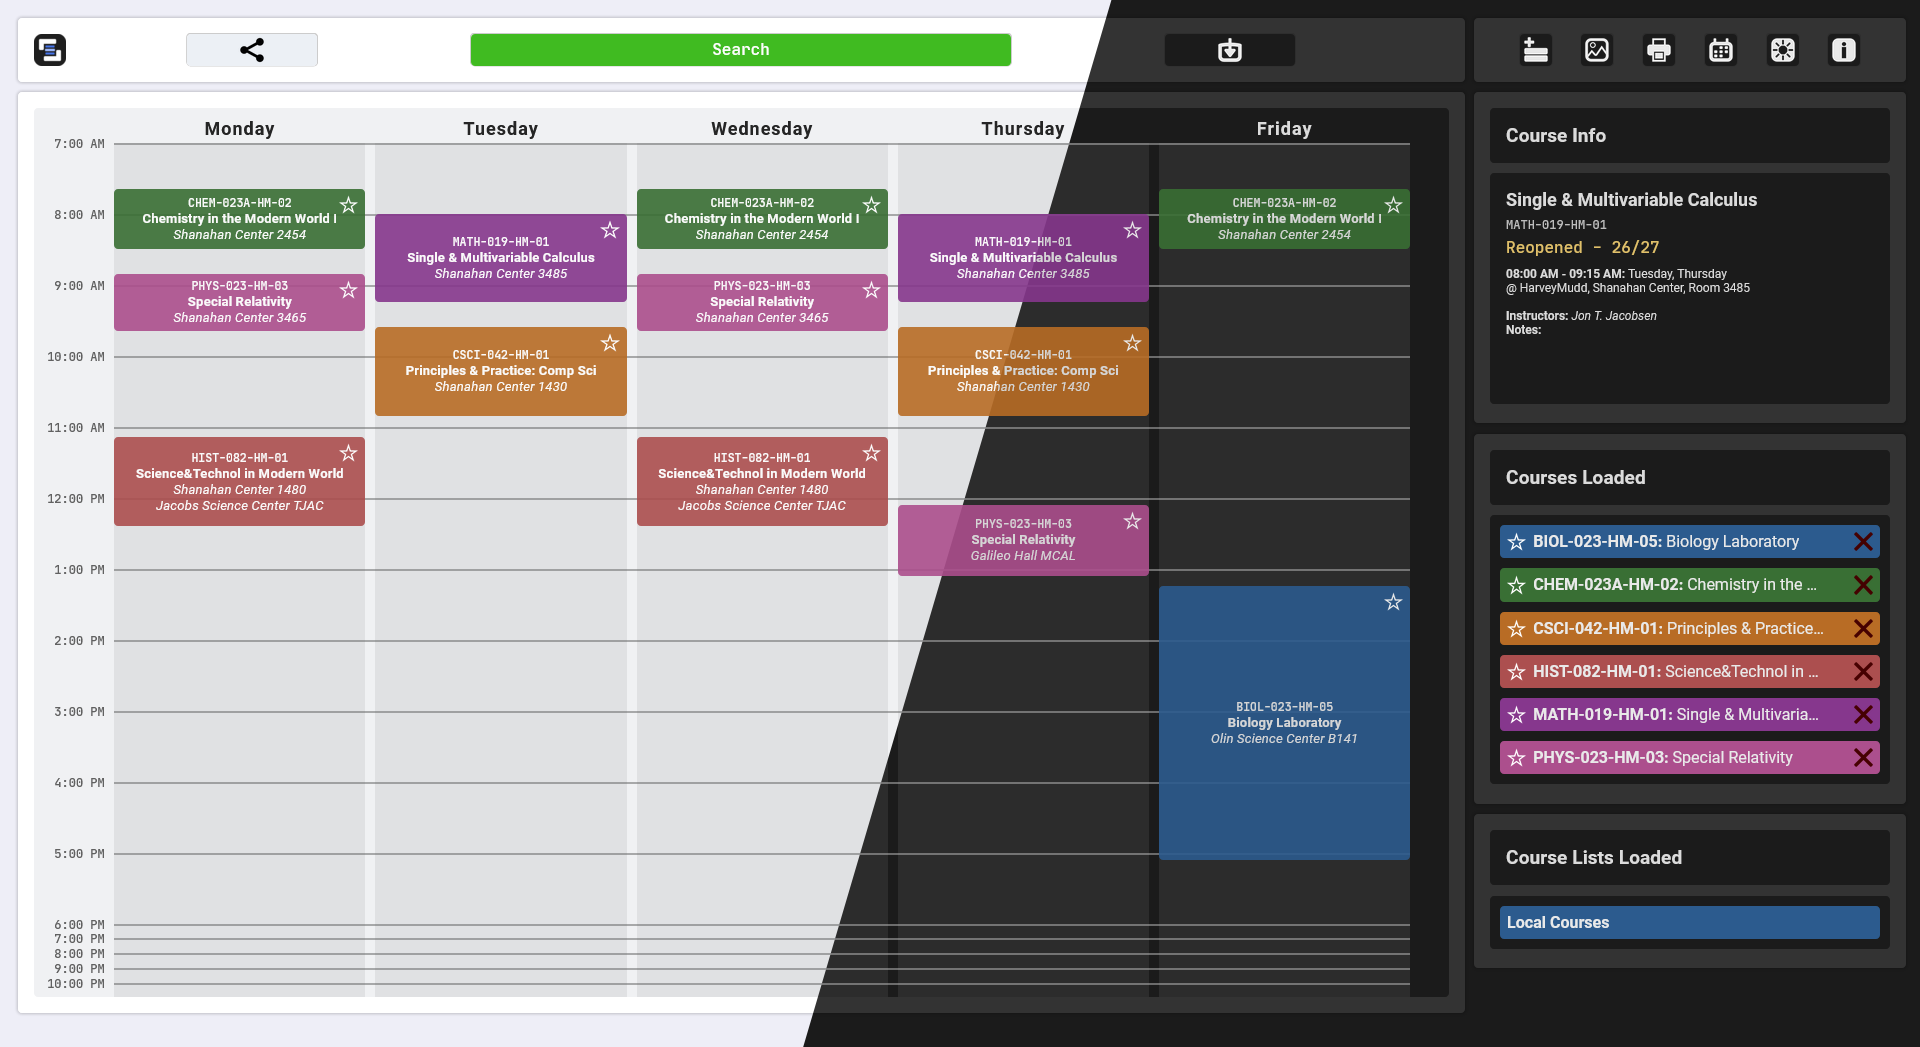 Search
Monday
Tuesday
Wednesday
Thursday
Friday
7:00 AM
8:00 AM
9:00 AM
10:00 AM
11:00 AM
12:00 PM
1:00 PM
2:00 PM
3:00 PM
4:00 PM
5:00 PM
6:00 PM
7:00 PM
8:00 PM
9:00 PM
10:00 PM
CHEM-023A-HM-02
Chemistry in the Modern World I
Shanahan Center 2454
PHYS-023-HM-03
Special Relativity
Shanahan Center 3465
HIST-082-HM-01
Science&Technol in Modern World
Shanahan Center 1480
Jacobs Science Center TJAC
MATH-019-HM-01
Single & Multivariable Calculus
Shanahan Center 3485
CSCI-042-HM-01
Principles & Practice: Comp Sci
Shanahan Center 1430
CHEM-023A-HM-02
Chemistry in the Modern World I
Shanahan Center 2454
PHYS-023-HM-03
Special Relativity
Shanahan Center 3465
HIST-082-HM-01
Science&Technol in Modern World
Shanahan Center 1480
Jacobs Science Center TJAC
MATH-019-HM-01
Single & Multivariable Calculus
Shanahan Center 3485
CSCI-042-HM-01
Principles & Practice: Comp Sci
Shanahan Center 1430
PHYS-023-HM-03
Special Relativity
Galileo Hall MCAL
CHEM-023A-HM-02
Chemistry in the Modern World I
Shanahan Center 2454
BIOL-023-HM-05
Biology Laboratory
Olin Science Center B141
Course Info
Single & Multivariable Calculus
MATH-019-HM-01
Reopened - 26/27
08:00 AM - 09:15 AM: Tuesday, Thursday
@ HarveyMudd, Shanahan Center, Room 3485
Instructors: Jon T. Jacobsen
Notes:
Courses Loaded
BIOL-023-HM-05: Biology Laboratory
CHEM-023A-HM-02: Chemistry in the ...
CSCI-042-HM-01: Principles & Practice...
HIST-082-HM-01: Science&Technol in ...
MATH-019-HM-01: Single & Multivaria...
PHYS-023-HM-03: Special Relativity
Course Lists Loaded
Local Courses